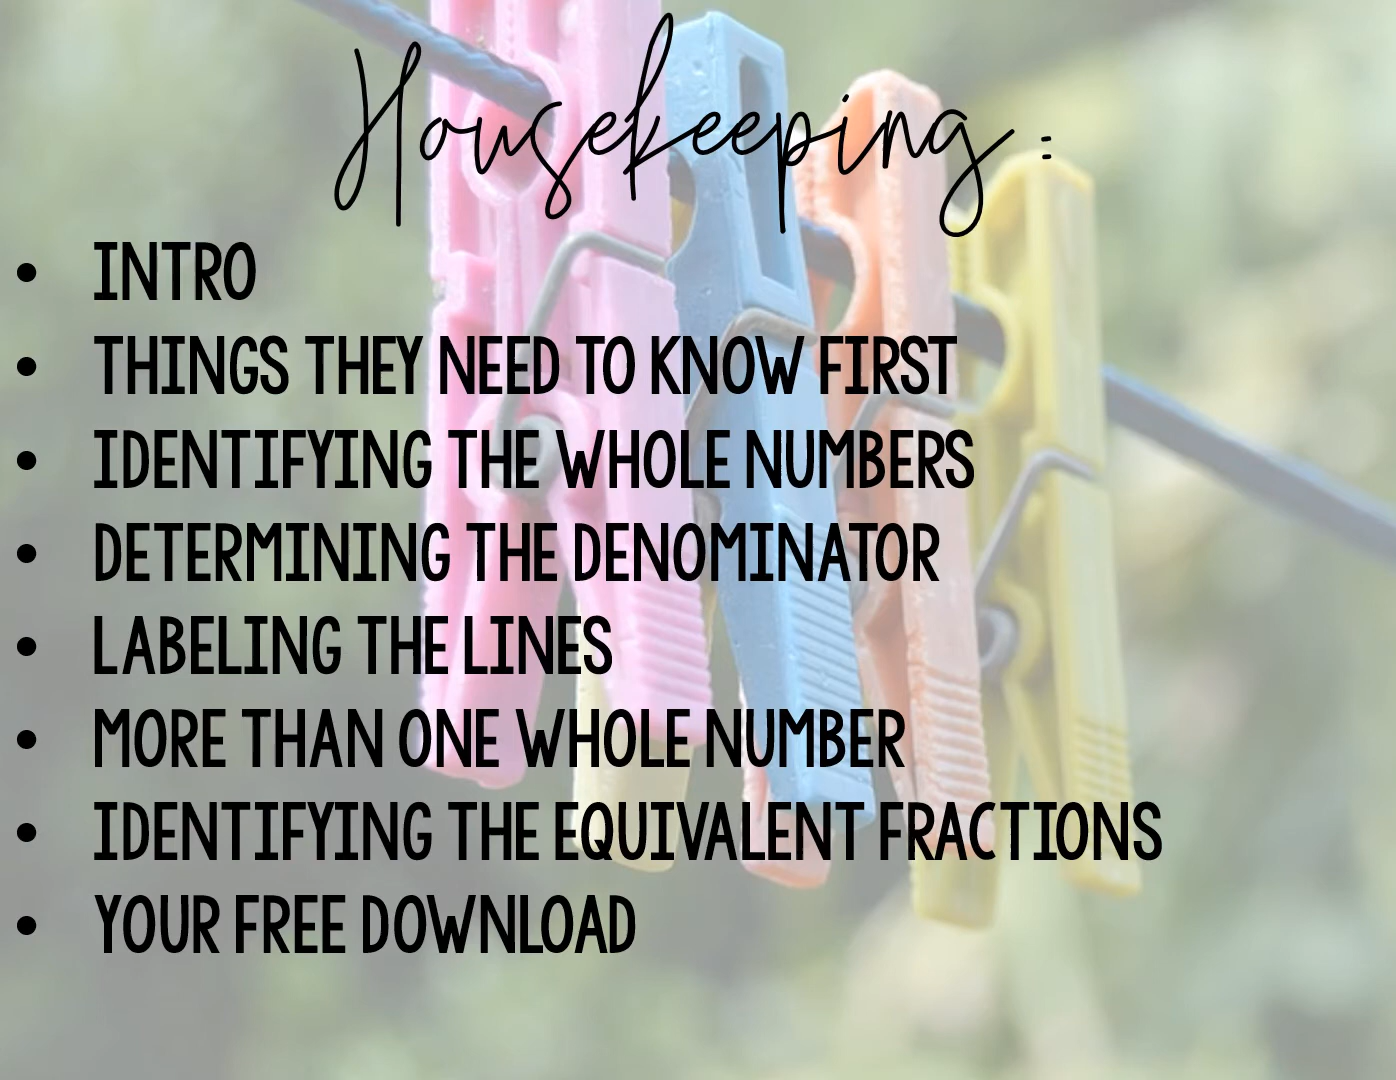 Housekeeping:
• INTRO
• THINGS THEY NEED TO KNOW FIRST
• IDENTIFYING THE WHOLE NUMBERS
• DETERMINING THE DENOMINATOR
• LABELING THE LINES
• MORE THAN ONE WHOLE NUMBER
• IDENTIFYING THE EQUIVALENT FRACTIONS
• YOUR FREE DOWNLOAD